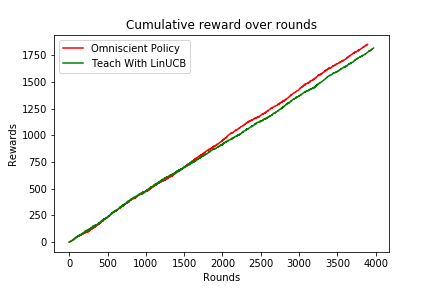 Cumulative reward over rounds
Omniscient Policy
Teach With LinUCB
Rewards
1750
1500
1250
1000
750
500
250
0
0 500 1000 1500 2000 2500 3000 3500 4000
Rounds